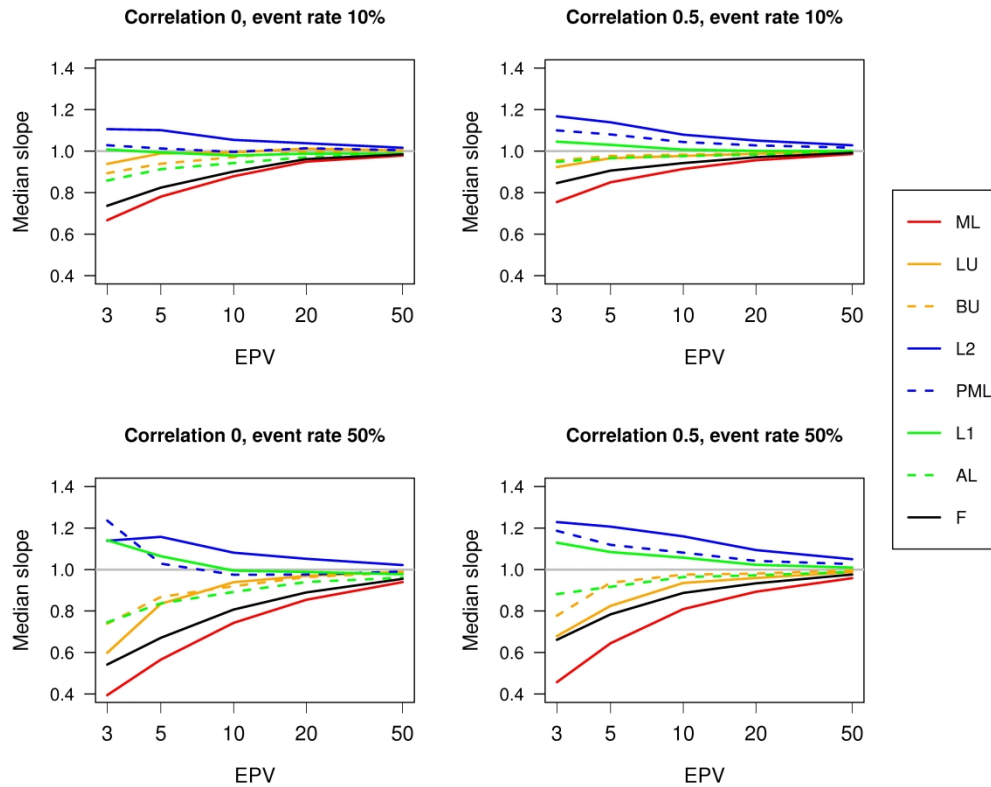 Correlation 0, event rate 10%
Median slope
1.4
1.2
1.0
0.8
0.6
0.4
3 5 10 20 50
EPV
Correlation 0.5, event rate 10%
Median slope
1.4
1.2
1.0
0.8
0.6
0.4
3 5 10 20 50
EPV
Correlation 0, event rate 50%
Median slope
1.4
1.2
1.0
0.8
0.6
0.4
3 5 10 20 50
EPV
Correlation 0.5, event rate 50%
Median slope
1.4
1.2
1.0
0.8
0.6
0.4
3 5 10 20 50
EPV
ML
LU
BU
L2
PML
L1
AL
F